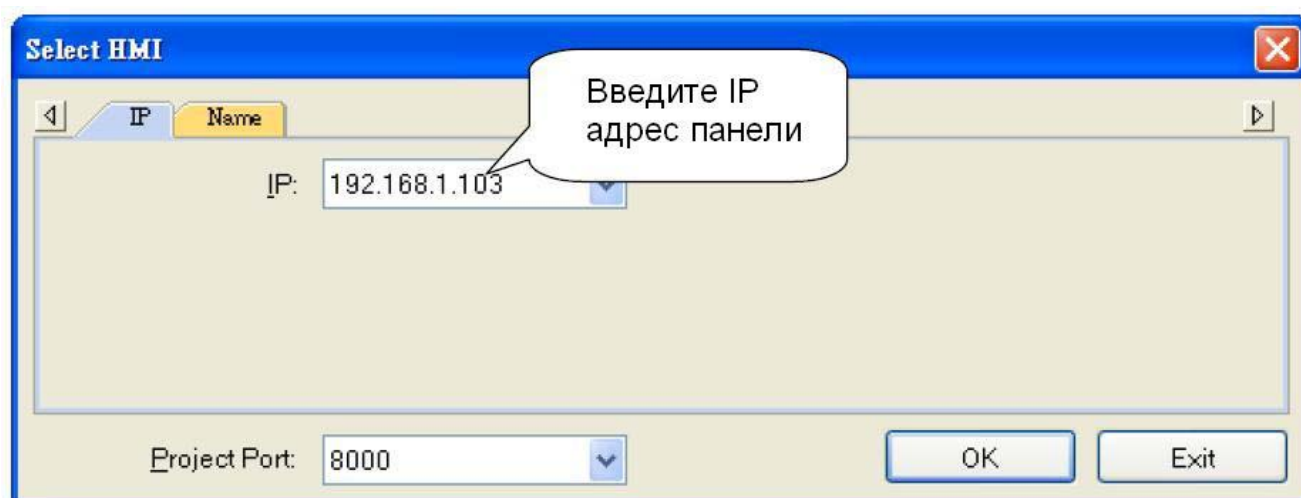 Select HMI
Введите IP
адрес панели
IP
Name
IP:
192.168.1.103
Project Port:
8000
OK
Exit